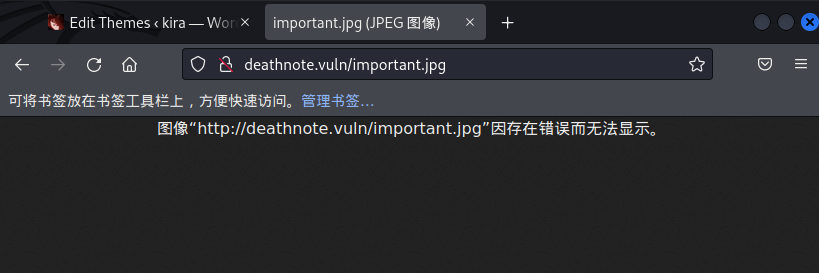 Edit Themes ‹ kira — Wor
important.jpg (JPEG 图像)
deathnote.vuln/important.jpg
可将书签放在书签工具栏上，方便快速访问。管理书签…
图像“http://deathnote.vuln/important.jpg”因存在错误而无法显示。